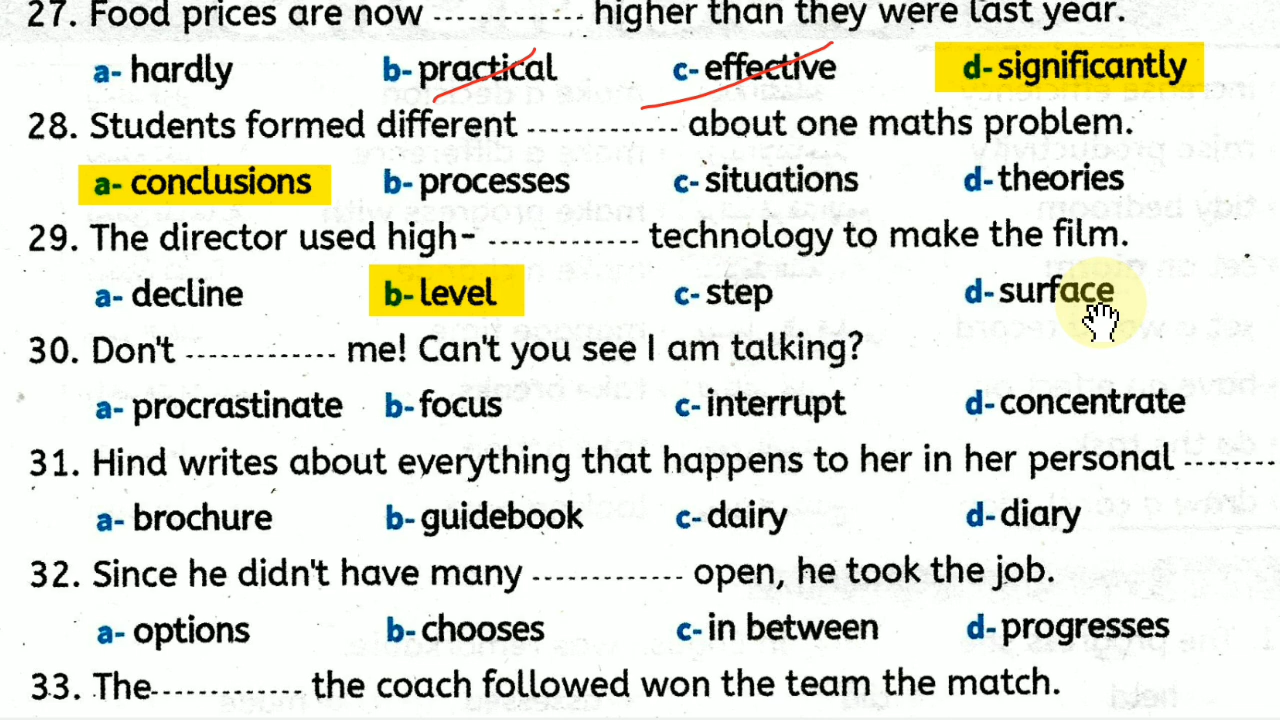 27. Food prices are now ............... higher than they were last year.
a- hardly b- practical c- effective d- significantly
28. Students formed different ............... about one maths problem.
a- conclusions b- processes c- situations d- theories
29. The director used high- ............... technology to make the film.
a- decline b- level c- step d- surface
30. Don't ............... me! Can't you see I am talking?
a- procrastinate b- focus c- interrupt d- concentrate
31. Hind writes about everything that happens to her in her personal .........
a- brochure b- guidebook c- dairy d- diary
32. Since he didn't have many ............... open, he took the job.
a- options b- chooses c- in between d- progresses
33. The............... the coach followed won the team the match.